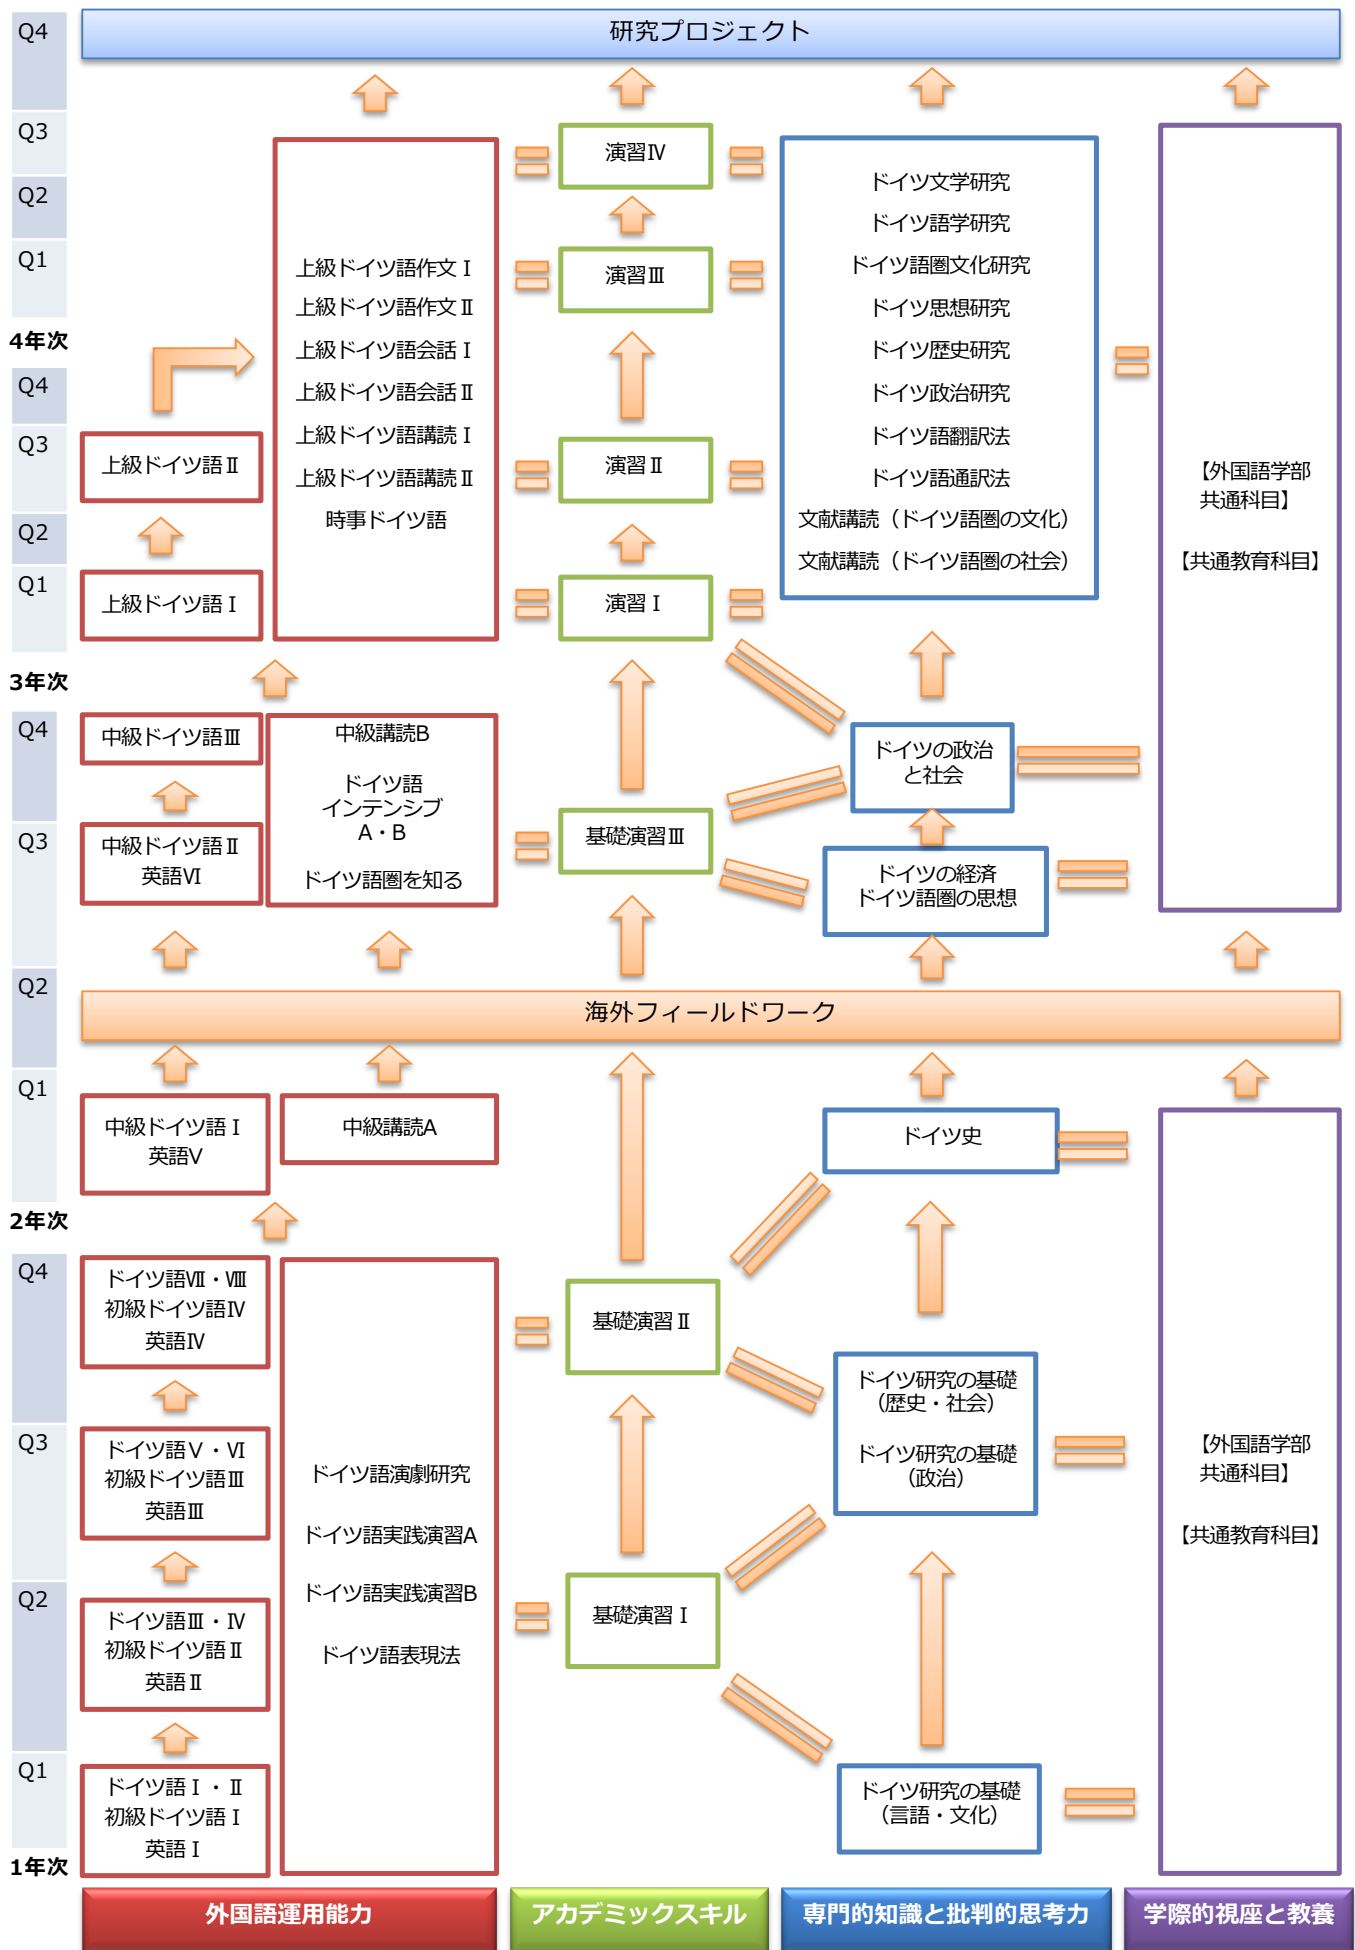 Q4
研究プロジェクト
Q3
演習Ⅳ
Q2
Q1
演習Ⅲ
4年次
上級ドイツ語作文Ⅰ
上級ドイツ語作文Ⅱ
上級ドイツ語会話Ⅰ
上級ドイツ語会話Ⅱ
上級ドイツ語講読Ⅰ
上級ドイツ語講読Ⅱ
時事ドイツ語
ドイツ文学研究
ドイツ語学研究
ドイツ語圏文化研究
ドイツ思想研究
ドイツ歴史研究
ドイツ政治研究
ドイツ語翻訳法
ドイツ語通訳法
文献講読（ドイツ語圏の文化）
文献講読（ドイツ語圏の社会）
【外国語学部
共通科目】
【共通教育科目】
Q4
Q3
上級ドイツ語Ⅱ
演習Ⅱ
Q2
Q1
上級ドイツ語Ⅰ
演習Ⅰ
3年次
Q4
中級ドイツ語Ⅲ
中級講読B
ドイツ語
インテンシブ
A・B
ドイツ語圏を知る
ドイツの政治
と社会
Q3
中級ドイツ語Ⅱ
英語Ⅵ
基礎演習Ⅲ
ドイツの経済
ドイツ語圏の思想
Q2
海外フィールドワーク
Q1
中級ドイツ語Ⅰ
英語Ⅴ
中級講読A
ドイツ史
2年次
Q4
ドイツ語Ⅶ・Ⅷ
初級ドイツ語Ⅳ
英語Ⅳ
基礎演習Ⅱ
ドイツ研究の基礎
（歴史・社会）
ドイツ研究の基礎
（政治）
Q3
ドイツ語Ⅴ・Ⅵ
初級ドイツ語Ⅲ
英語Ⅲ
ドイツ語演劇研究
ドイツ語実践演習A
ドイツ語実践演習B
ドイツ語表現法
【外国語学部
共通科目】
【共通教育科目】
Q2
ドイツ語Ⅲ・Ⅳ
初級ドイツ語Ⅱ
英語Ⅱ
基礎演習Ⅰ
Q1
ドイツ語Ⅰ・Ⅱ
初級ドイツ語Ⅰ
英語Ⅰ
ドイツ研究の基礎
（言語・文化）
1年次
外国語運用能力
アカデミックスキル
専門的知識と批判的思考力
学際的視座と教養